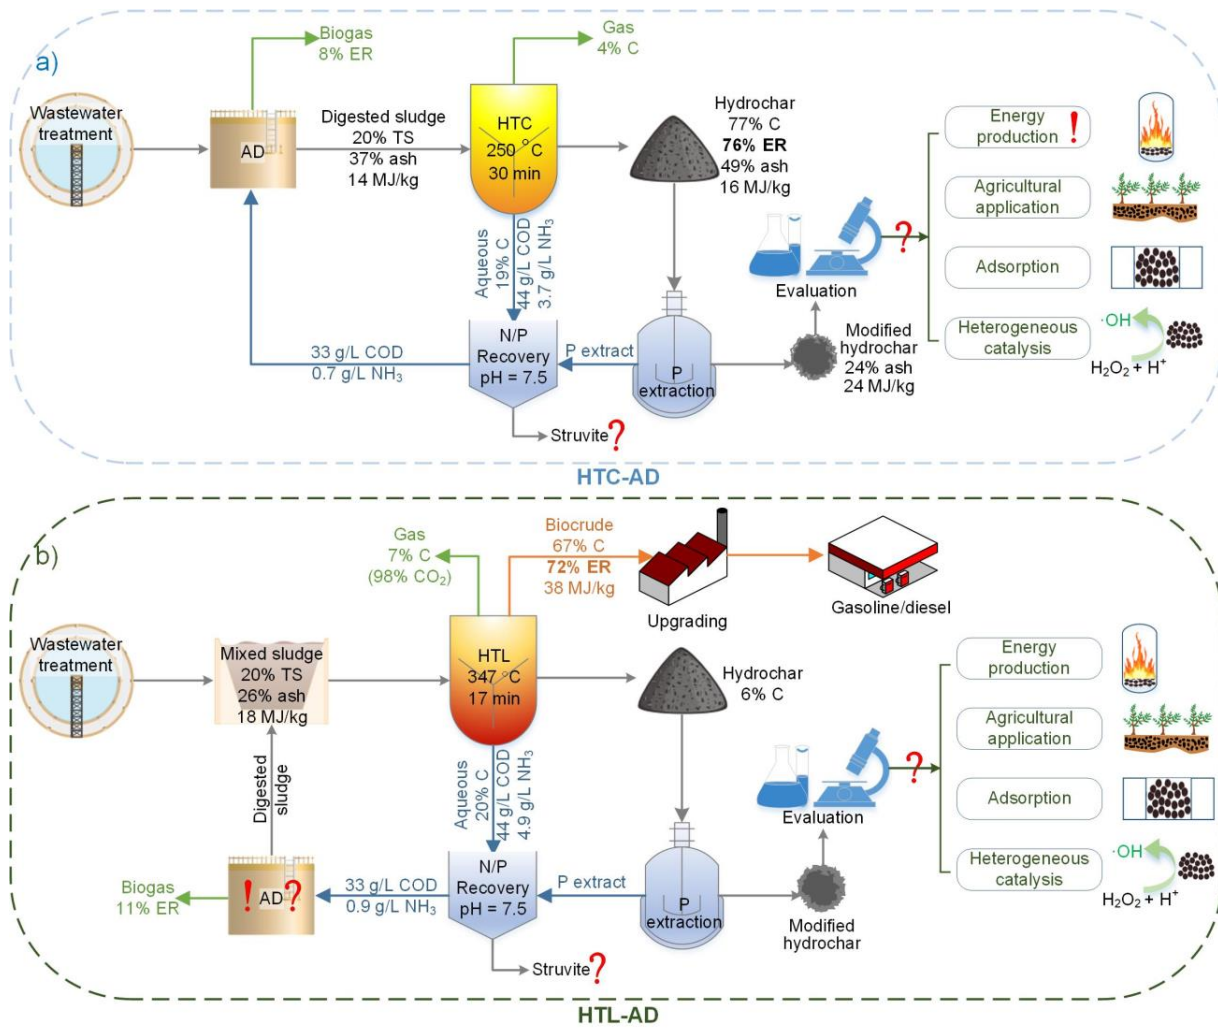 a)
Wastewater
treatment
Biogas
8% ER
AD
Digested sludge
20% TS
37% ash
14 MJ/kg
Gas
4% C
HTC
250 °C
30 min
Hydrochar
77% C
76% ER
49% ash
16 MJ/kg
Aqueous
19% C
44 g/L COD
3.7 g/L NH₃
N/P
Recovery
pH = 7.5
33 g/L COD
0.7 g/L NH₃
P extract
P
extraction
Struvite?
Modified
hydrochar
24% ash
24 MJ/kg
Evaluation
?
Energy
production !
Agricultural
application
Adsorption
Heterogeneous
catalysis
·OH
H₂O₂ + H⁺
HTC-AD
b)
Wastewater
treatment
Mixed sludge
20% TS
26% ash
18 MJ/kg
Digested
sludge
Biogas
11% ER
! AD ?
Gas
7% C
(98% CO₂)
Biocrude
67% C
72% ER
38 MJ/kg
Upgrading
Gasoline/diesel
HTL
347 °C
17 min
Hydrochar
6% C
Aqueous
20% C
44 g/L COD
4.9 g/L NH₃
N/P
Recovery
pH = 7.5
33 g/L COD
0.9 g/L NH₃
P extract
P
extraction
Struvite?
Modified
hydrochar
Evaluation
?
Energy
production
Agricultural
application
Adsorption
Heterogeneous
catalysis
·OH
H₂O₂ + H⁺
HTL-AD